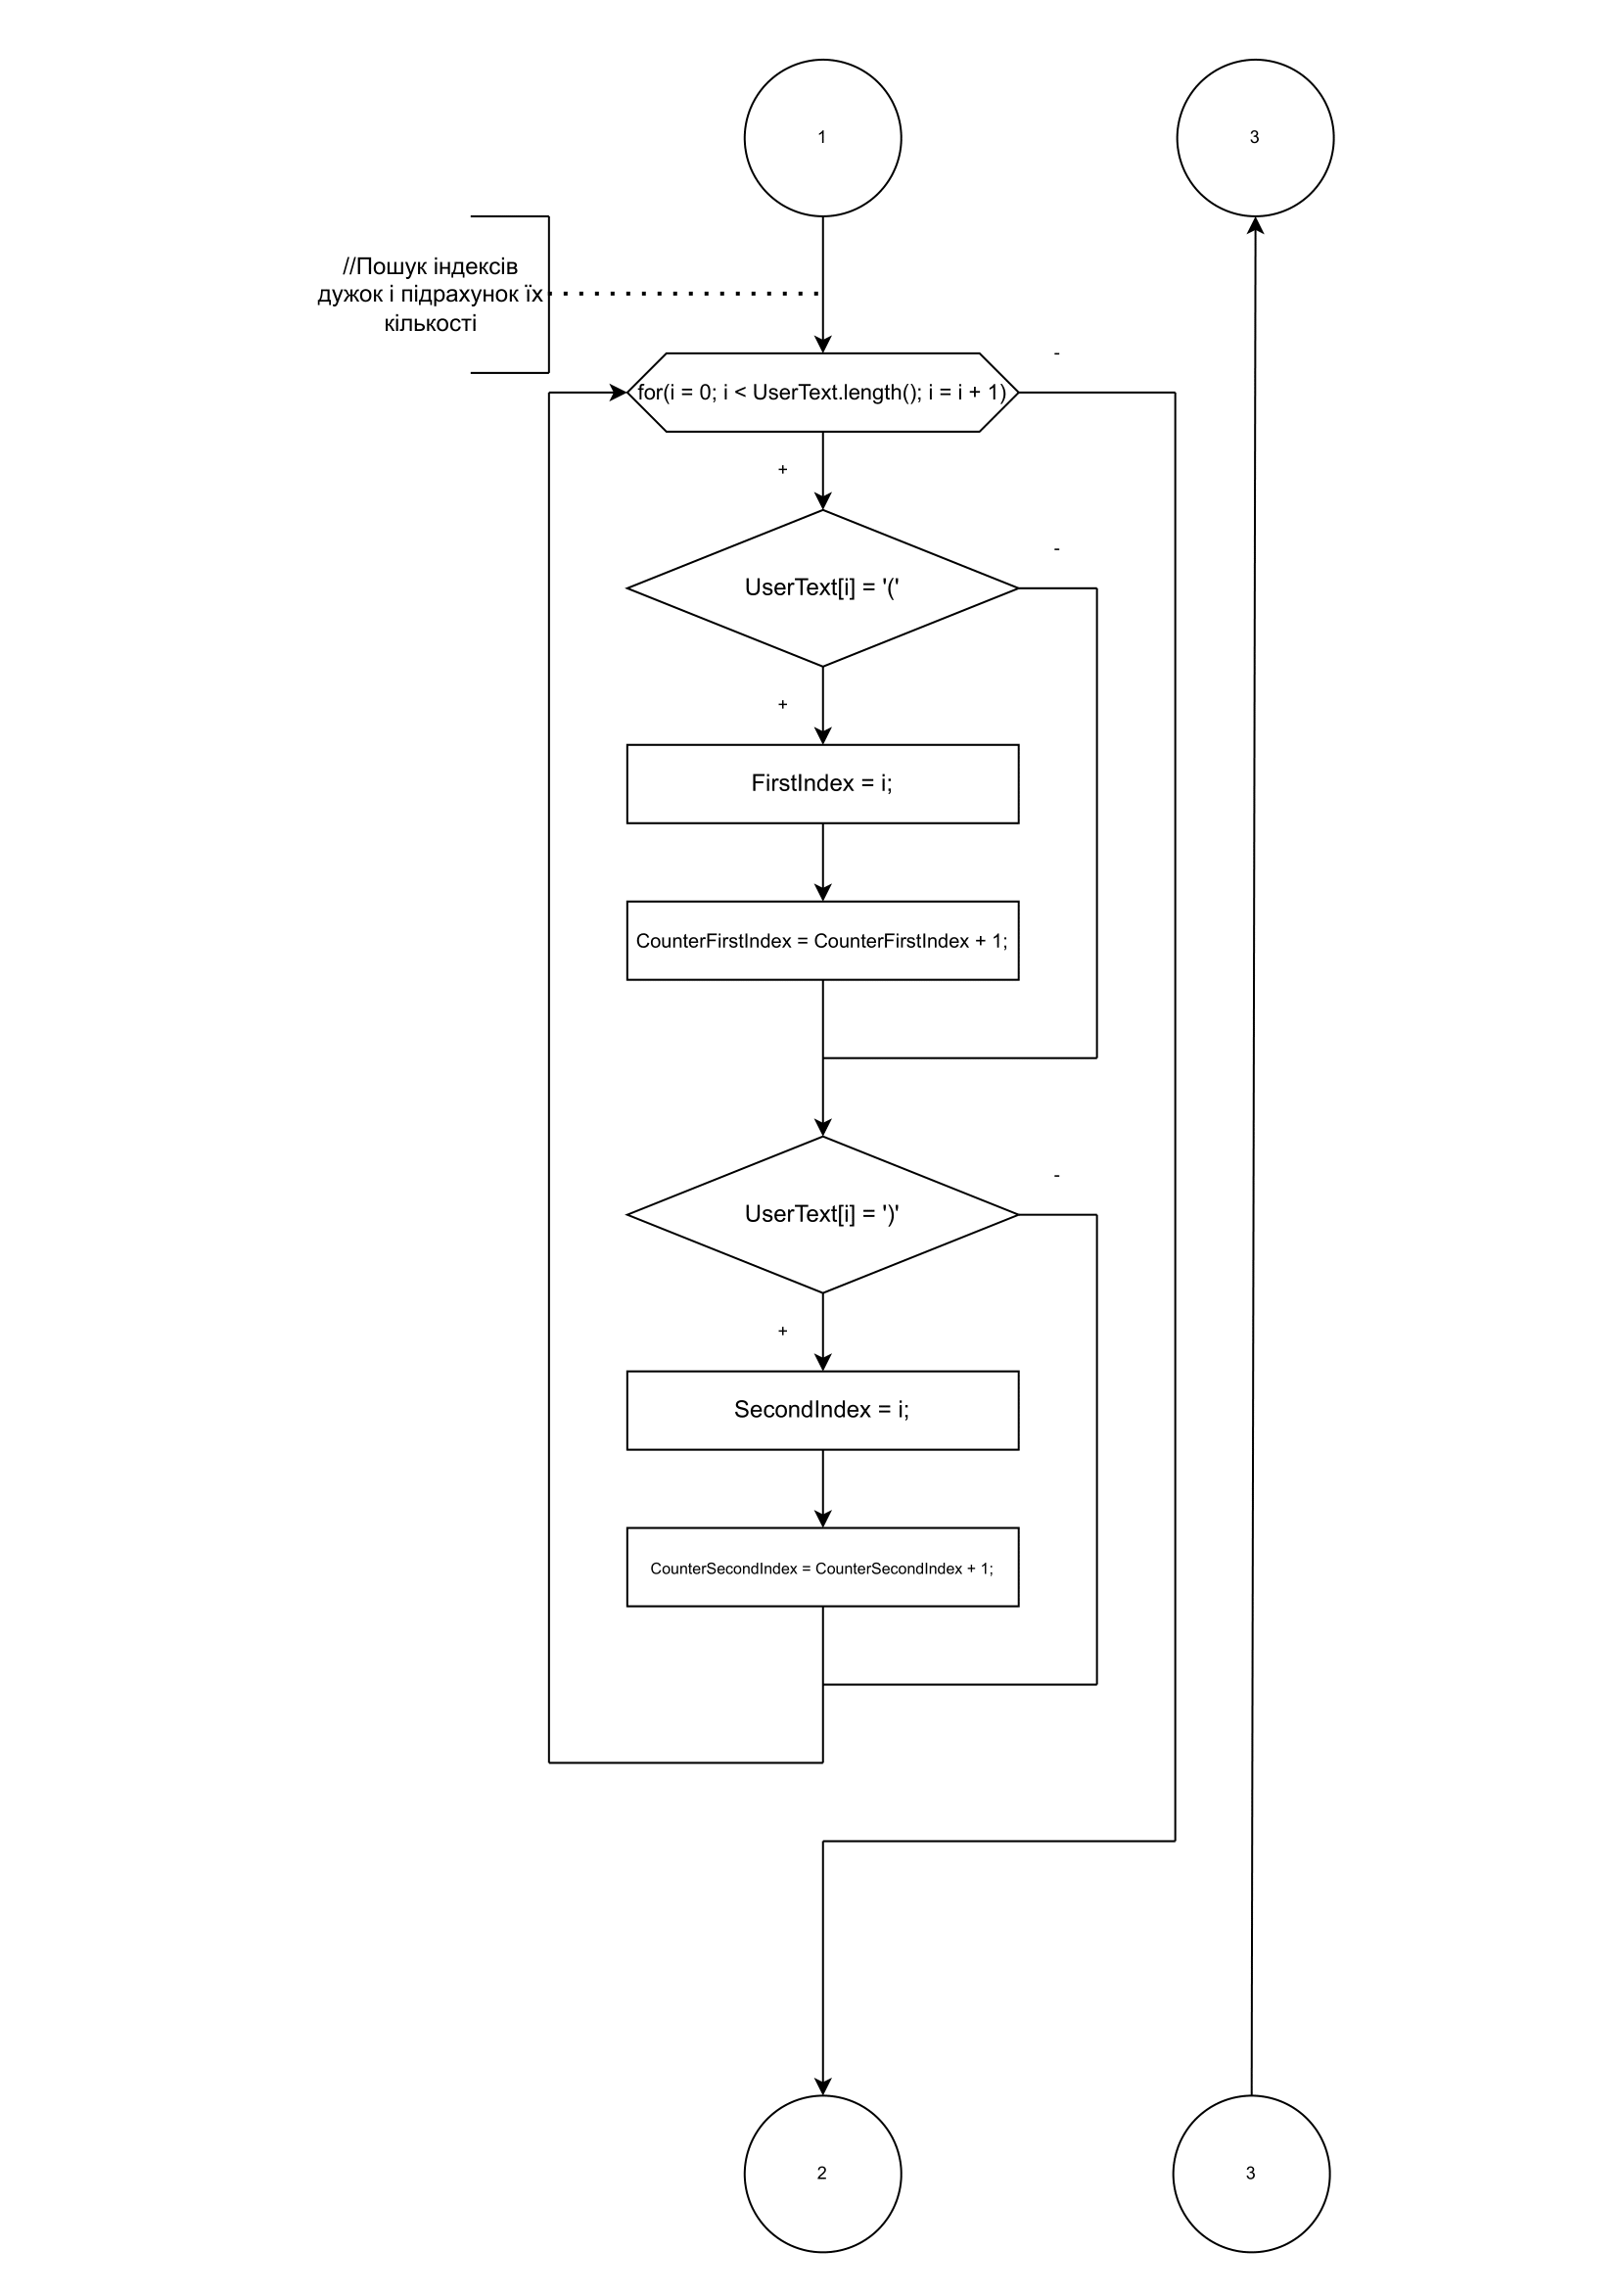 1
3
//Пошук індексів
дужок і підрахунок їх
кількості
-
for(i = 0; i < UserText.length(); i = i + 1)
+
-
UserText[i] = '('
+
FirstIndex = i;
CounterFirstIndex = CounterFirstIndex + 1;
-
UserText[i] = ')'
+
SecondIndex = i;
CounterSecondIndex = CounterSecondIndex + 1;
2
3